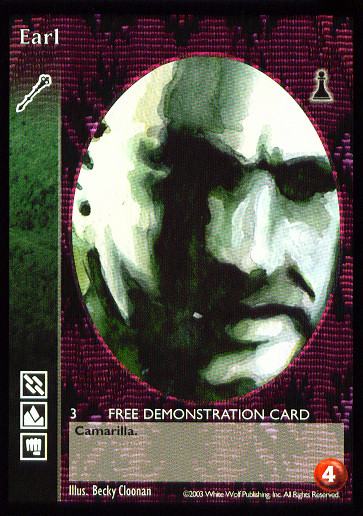 Earl
3 FREE DEMONSTRATION CARD
Camarilla.
4
Illus. Becky Cloonan ©2003 White Wolf Publishing, Inc. All Rights Reserved.